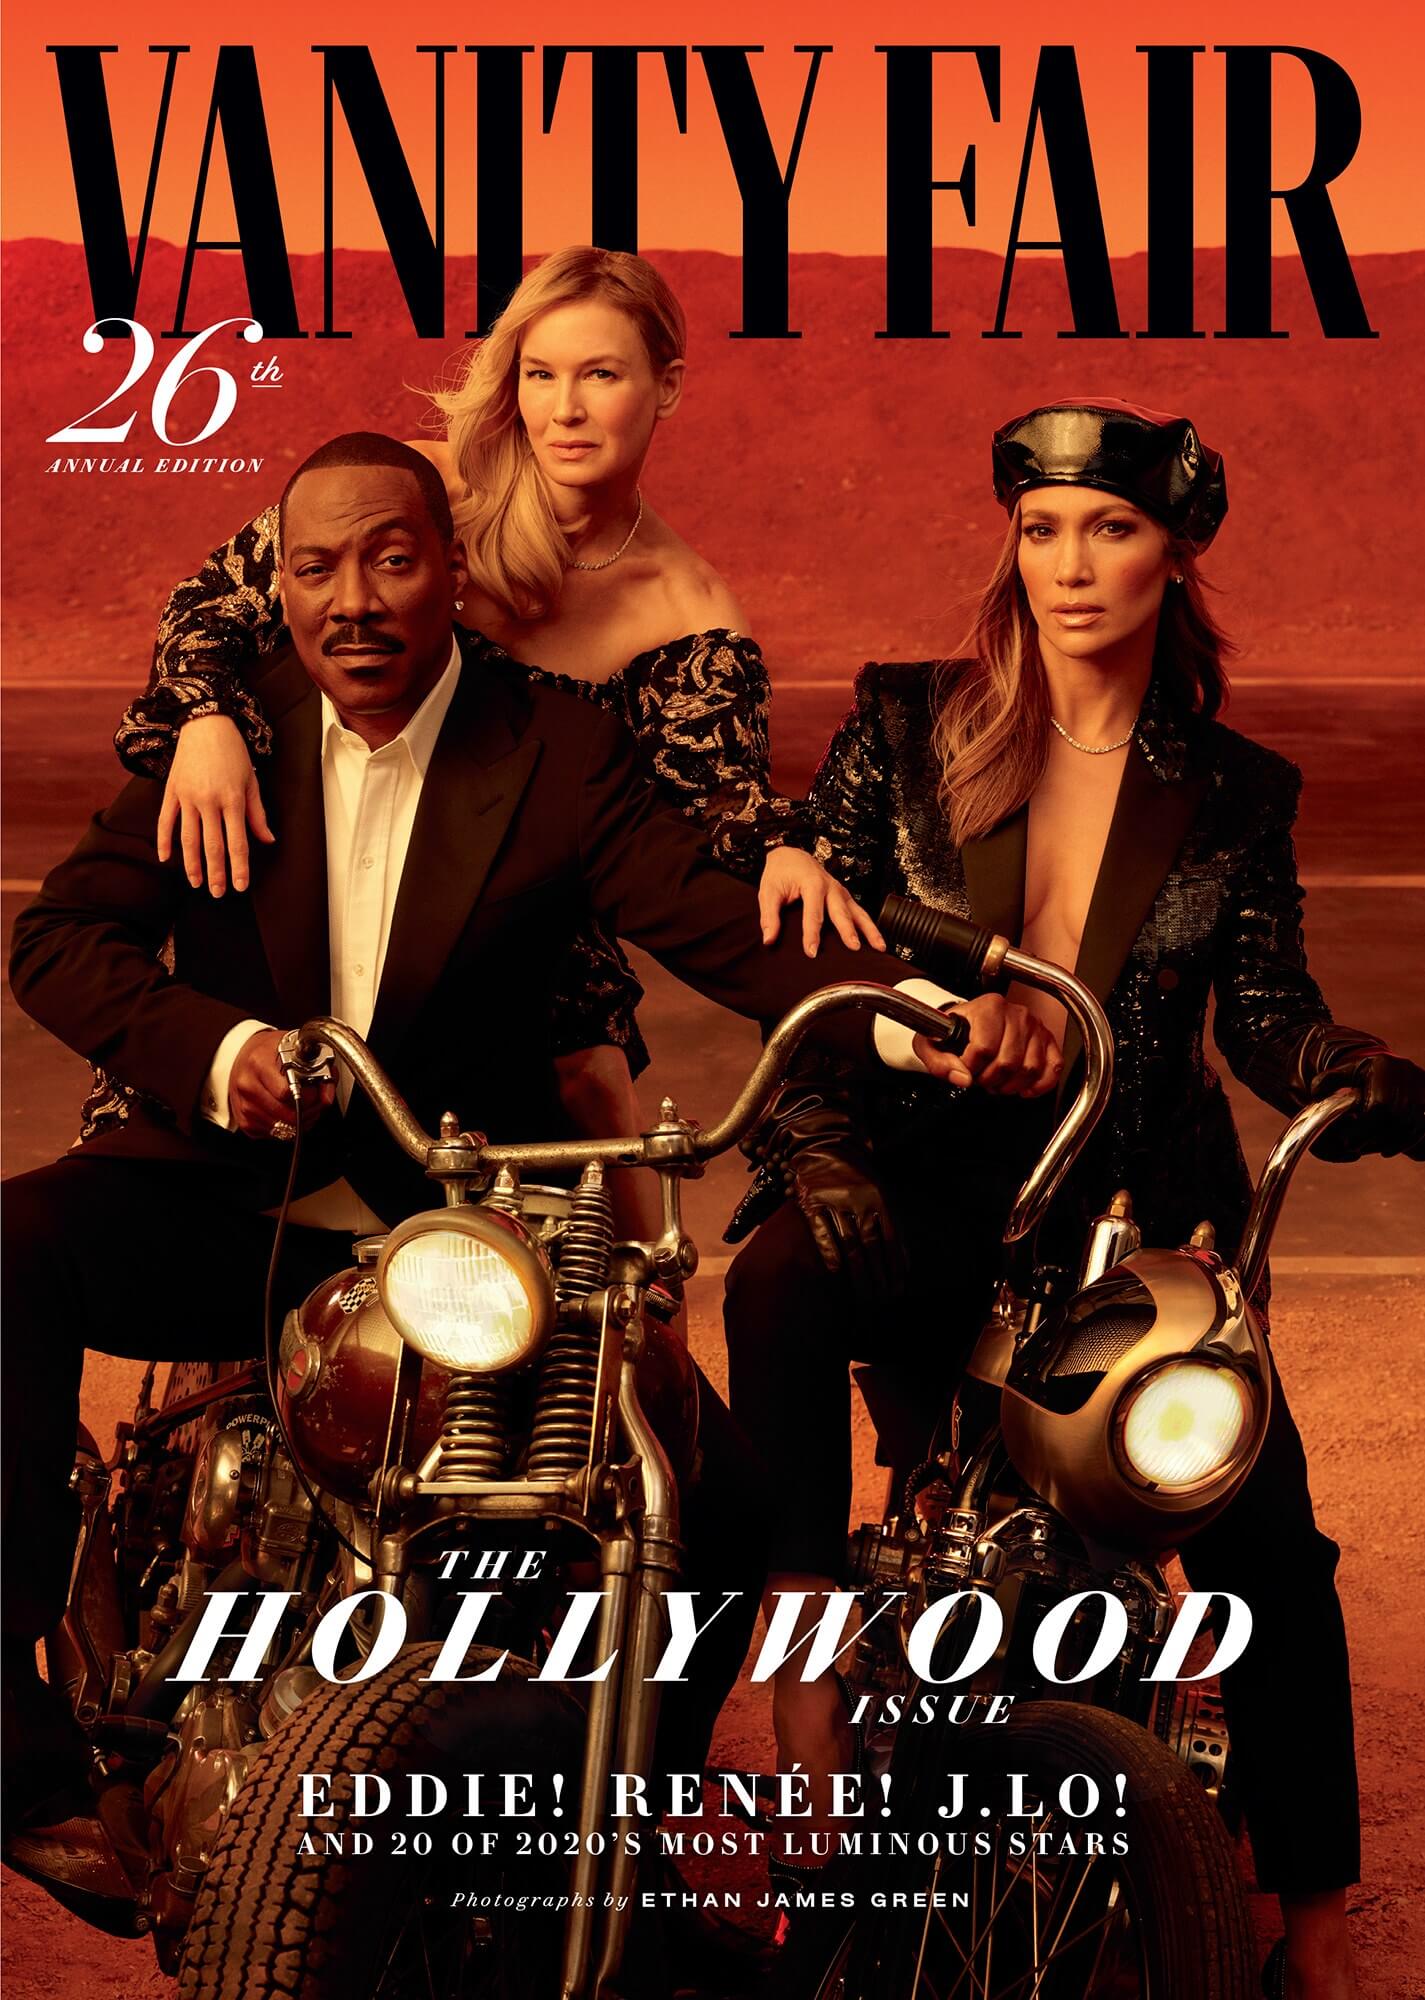 VANITY FAIR
26th
ANNUAL EDITION
POWERP
THE
HOLLYWOOD
ISSUE
EDDIE! RENÉE! J.LO!
AND 20 OF 2020'S MOST LUMINOUS STARS
Photographs by ETHAN JAMES GREEN